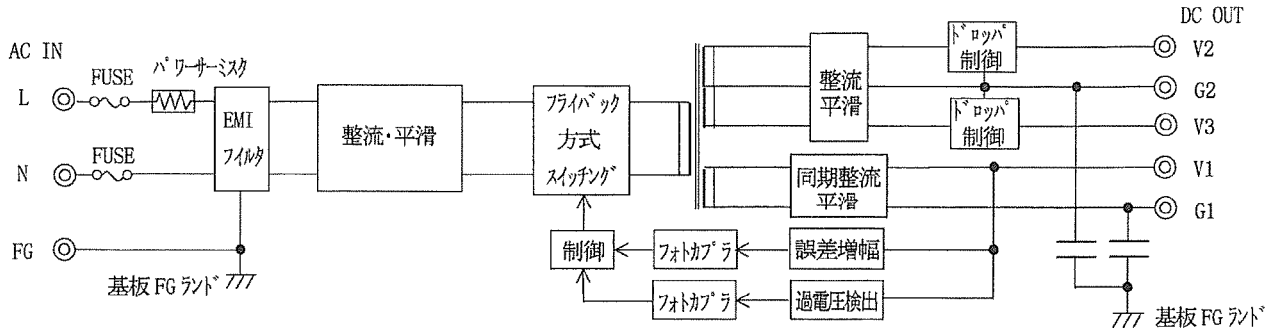 DC OUT
AC IN
FUSE
ﾊﾟﾜｰｻｰﾐｽﾀ
L
EMI
ﾌｨﾙﾀ
整流･平滑
ﾌﾗｲﾊﾞｯｸ
方式
ｽｲｯﾁﾝｸﾞ
整流
平滑
ﾄﾞﾛｯﾊﾟ
制御
V2
G2
ﾄﾞﾛｯﾊﾟ
制御
V3
FUSE
N
同期整流
平滑
V1
G1
FG
基板 FG ﾗﾝﾄﾞ
制御
ﾌｫﾄｶﾌﾟﾗ
誤差増幅
ﾌｫﾄｶﾌﾟﾗ
過電圧検出
基板 FG ﾗﾝﾄﾞ